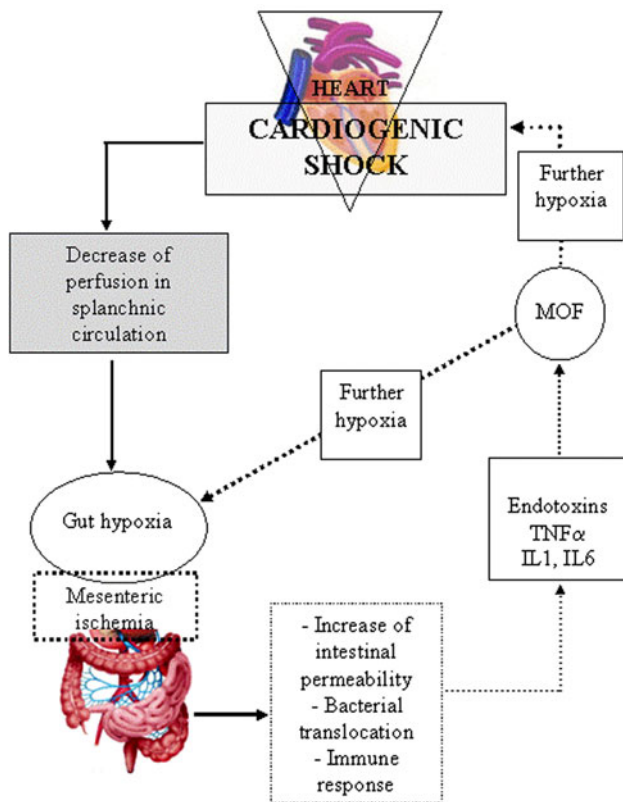 HEART
CARDIOGENIC
SHOCK
Further
hypoxia
Decrease of
perfusion in
splanchnic
circulation
MOF
Further
hypoxia
Gut hypoxia
Endotoxins
TNFα
IL1, IL6
Mesenteric
ischemia
- Increase of
intestinal
permeability
- Bacterial
translocation
- Immune
response